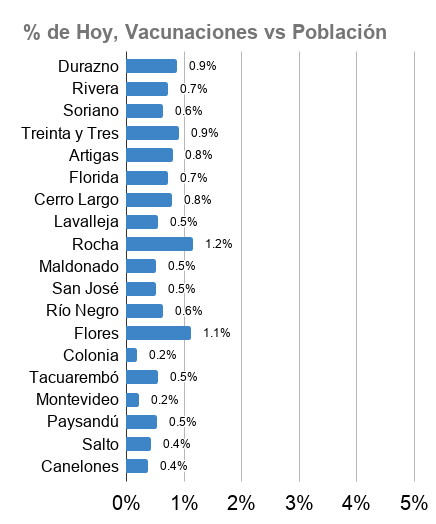 % de Hoy, Vacunaciones vs Población
Durazno 0.9%
Rivera 0.7%
Soriano 0.6%
Treinta y Tres 0.9%
Artigas 0.8%
Florida 0.7%
Cerro Largo 0.8%
Lavalleja 0.5%
Rocha 1.2%
Maldonado 0.5%
San José 0.5%
Río Negro 0.6%
Flores 1.1%
Colonia 0.2%
Tacuarembó 0.5%
Montevideo 0.2%
Paysandú 0.5%
Salto 0.4%
Canelones 0.4%
0% 1% 2% 3% 4% 5%